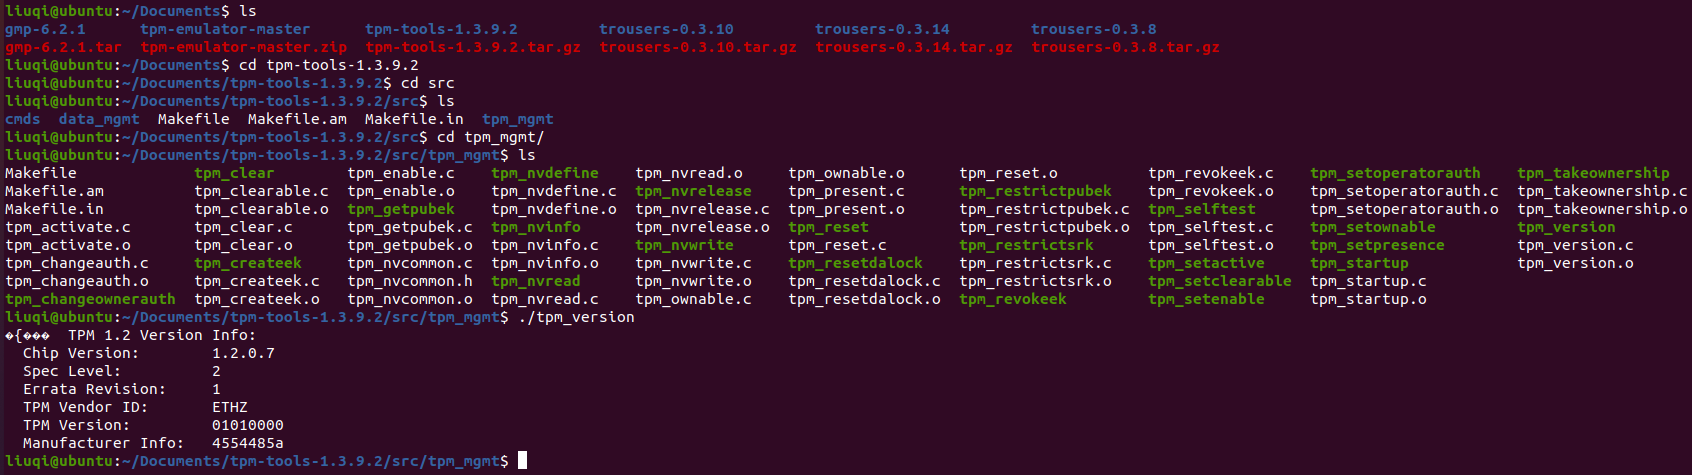 liuqi@ubuntu:~/Documents$ ls
gmp-6.2.1 tpm-emulator-master tpm-tools-1.3.9.2 trousers-0.3.10 trousers-0.3.14 trousers-0.3.8
gmp-6.2.1.tar tpm-emulator-master.zip tpm-tools-1.3.9.2.tar.gz trousers-0.3.10.tar.gz trousers-0.3.14.tar.gz trousers-0.3.8.tar.gz
liuqi@ubuntu:~/Documents$ cd tpm-tools-1.3.9.2
liuqi@ubuntu:~/Documents/tpm-tools-1.3.9.2$ cd src
liuqi@ubuntu:~/Documents/tpm-tools-1.3.9.2/src$ ls
cmds data_mgmt Makefile Makefile.am Makefile.in tpm_mgmt
liuqi@ubuntu:~/Documents/tpm-tools-1.3.9.2/src$ cd tpm_mgmt/
liuqi@ubuntu:~/Documents/tpm-tools-1.3.9.2/src/tpm_mgmt$ ls
Makefile tpm_clear tpm_enable.c tpm_nvdefine tpm_nvread.o tpm_ownable.o tpm_reset.o tpm_revokeek.c tpm_setoperatorauth tpm_takeownership
Makefile.am tpm_clearable.c tpm_enable.o tpm_nvdefine.c tpm_nvrelease tpm_present.c tpm_restrictpubek tpm_revokeek.o tpm_setoperatorauth.c tpm_takeownership.c
Makefile.in tpm_clearable.o tpm_getpubek tpm_nvdefine.o tpm_nvrelease.c tpm_present.o tpm_restrictpubek.c tpm_selftest tpm_setoperatorauth.o tpm_takeownership.o
tpm_activate.c tpm_clear.c tpm_getpubek.c tpm_nvinfo tpm_nvrelease.o tpm_reset tpm_restrictpubek.o tpm_selftest.c tpm_setownable tpm_version
tpm_activate.o tpm_clear.o tpm_getpubek.o tpm_nvinfo.c tpm_nvwrite tpm_reset.c tpm_restrictsrk tpm_selftest.o tpm_setpresence tpm_version.c
tpm_changeauth.c tpm_createek tpm_nvcommon.c tpm_nvinfo.o tpm_nvwrite.c tpm_resetdalock tpm_restrictsrk.c tpm_setactive tpm_startup tpm_version.o
tpm_changeauth.o tpm_createek.c tpm_nvcommon.h tpm_nvread tpm_nvwrite.o tpm_resetdalock.c tpm_restrictsrk.o tpm_setclearable tpm_startup.c
tpm_changeownerauth tpm_createek.o tpm_nvcommon.o tpm_nvread.c tpm_ownable.c tpm_resetdalock.o tpm_revokeek tpm_setenable tpm_startup.o
liuqi@ubuntu:~/Documents/tpm-tools-1.3.9.2/src/tpm_mgmt$ ./tpm_version
�{��� TPM 1.2 Version Info:
Chip Version: 1.2.0.7
Spec Level: 2
Errata Revision: 1
TPM Vendor ID: ETHZ
TPM Version: 01010000
Manufacturer Info: 4554485a
liuqi@ubuntu:~/Documents/tpm-tools-1.3.9.2/src/tpm_mgmt$